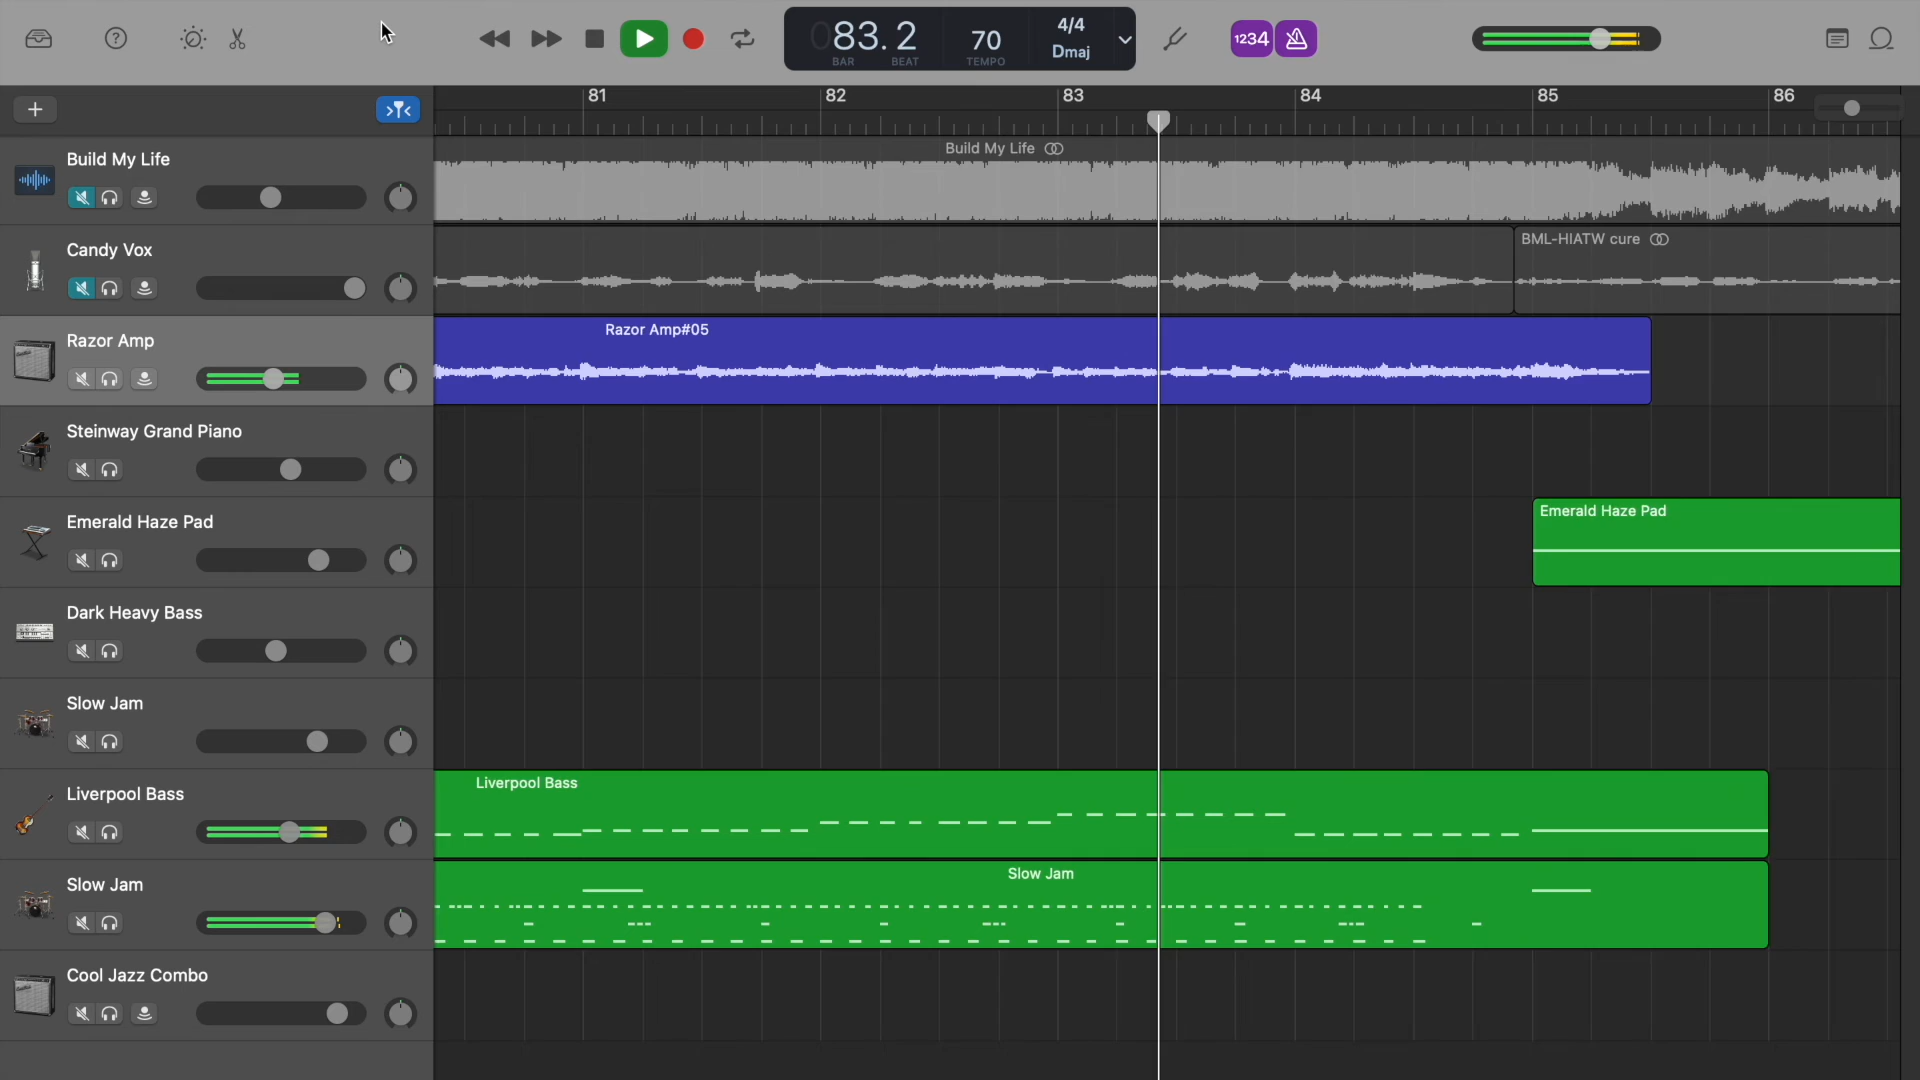 083.2
BAR
BEAT
70
TEMPO
4/4
Dmaj
1234
81
82
83
84
85
86
Build My Life
Build My Life
Candy Vox
BML-HIATW cure
Razor Amp
Razor Amp#05
Steinway Grand Piano
Emerald Haze Pad
Emerald Haze Pad
Dark Heavy Bass
Slow Jam
Liverpool Bass
Liverpool Bass
Slow Jam
Slow Jam
Cool Jazz Combo